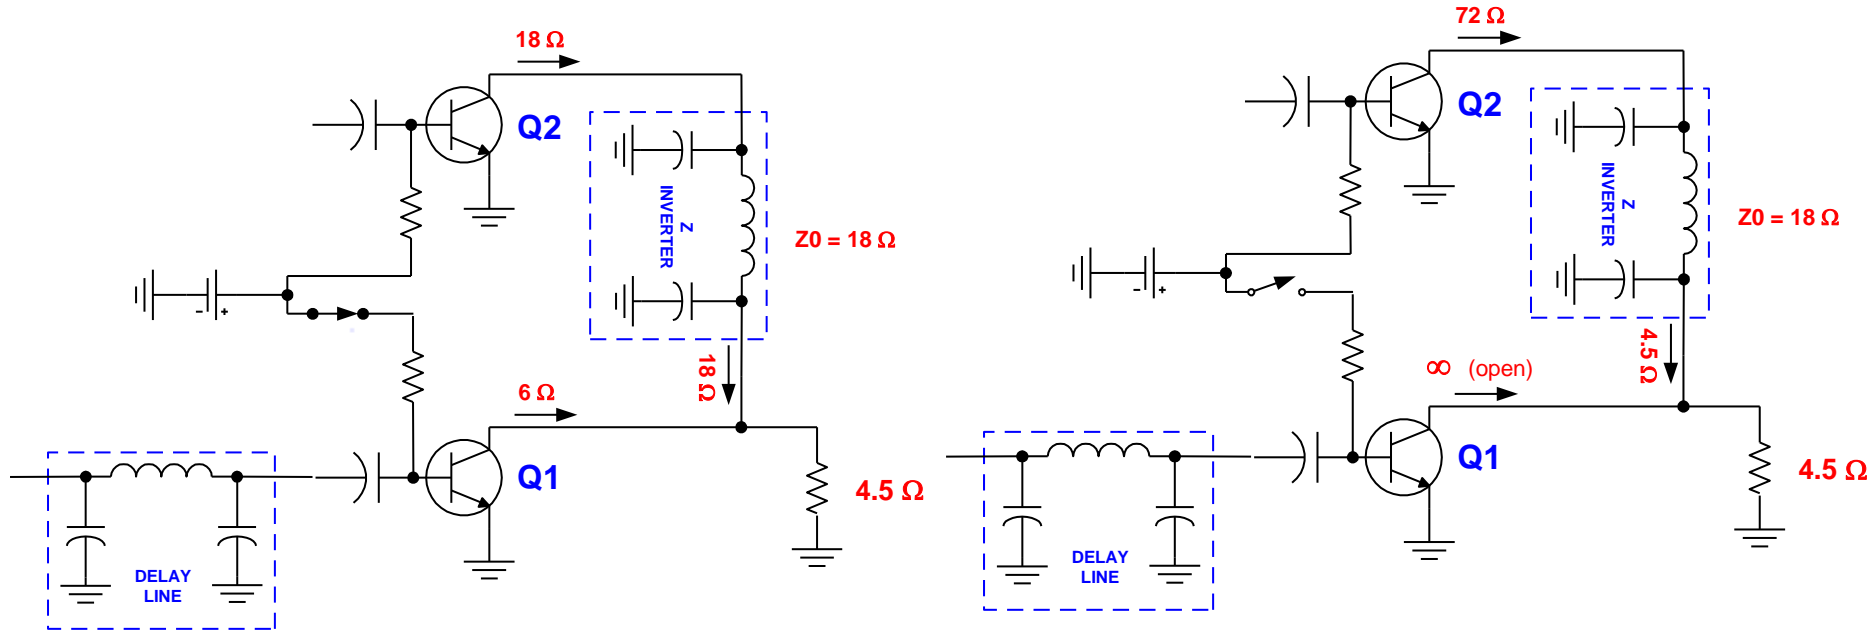 18 Ω
Q2
Z
INVERTER
Z0 = 18 Ω
- +
18 Ω
6 Ω
Q1
4.5 Ω
DELAY
LINE
72 Ω
Q2
Z
INVERTER
Z0 = 18 Ω
- +
4.5 Ω
∞ (open)
Q1
4.5 Ω
DELAY
LINE